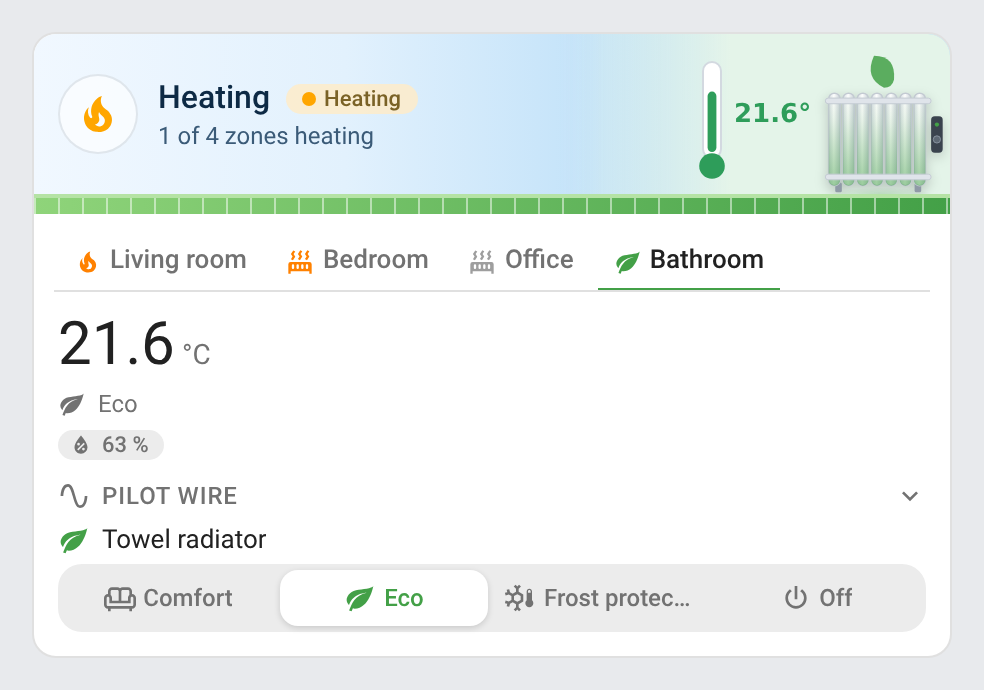 Heating
Heating
1 of 4 zones heating
21.6°
Living room
Bedroom
Office
Bathroom
21.6 °C
Eco
63 %
PILOT WIRE
Towel radiator
Comfort
Eco
Frost protec...
Off